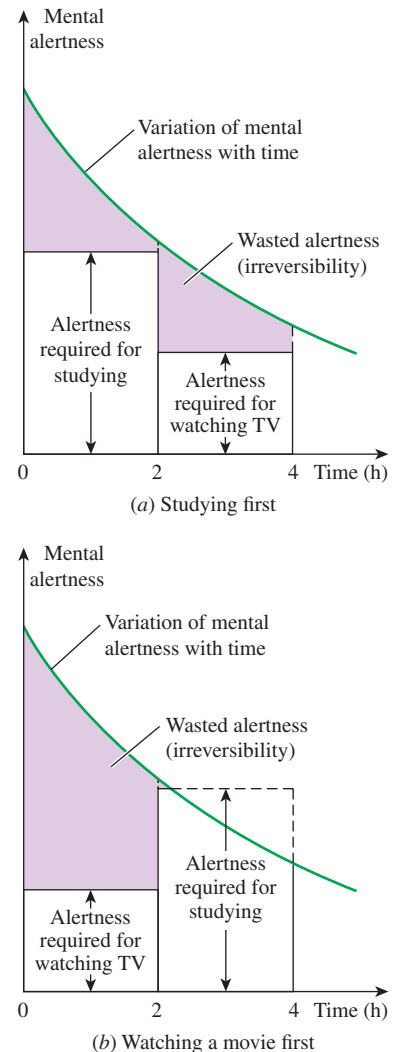 Mental
alertness
Variation of mental
alertness with time
Wasted alertness
(irreversibility)
Alertness
required for
studying
Alertness
required for
watching TV
0 2 4 Time (h)
(a) Studying first
Mental
alertness
Variation of mental
alertness with time
Wasted alertness
(irreversibility)
Alertness
required for
studying
Alertness
required for
watching TV
0 2 4 Time (h)
(b) Watching a movie first